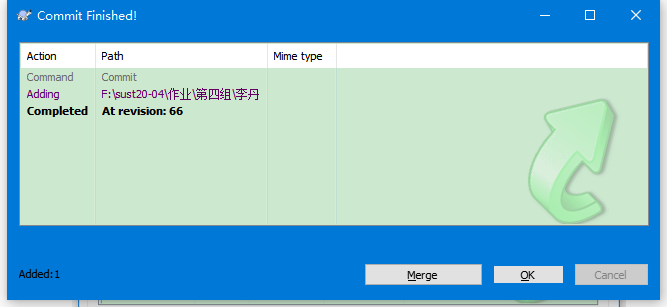 Commit Finished!
Action Path Mime type
Command Commit
Adding F:\sust20-04\作业\第四组\李丹
Completed At revision: 66
Added: 1
Merge OK Cancel